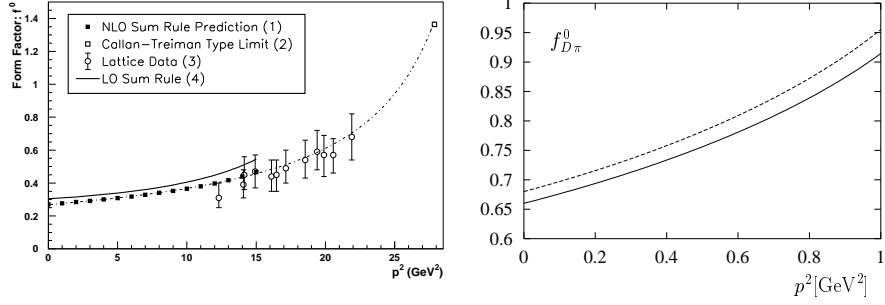 Form Factor: f⁰
1.4
1.2
1
0.8
0.6
0.4
0.2
0
NLO Sum Rule Prediction (1)
Callan-Treiman Type Limit (2)
Lattice Data (3)
LO Sum Rule (4)
0 5 10 15 20 25
p² (GeV²)
1
0.95
0.9
0.85
0.8
0.75
0.7
0.65
0.6
f⁰_Dπ
0 0.2 0.4 0.6 0.8 1
p²[GeV²]